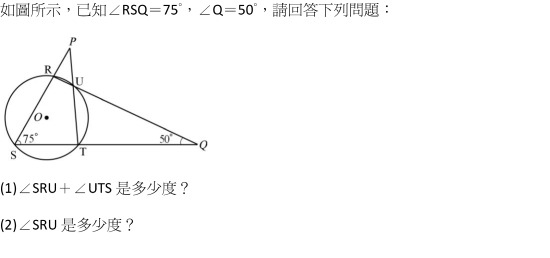 如圖所示，已知∠RSQ＝75°，∠Q＝50°，請回答下列問題：
P
R
U
O
75°
50°
Q
S
T
(1)∠SRU＋∠UTS 是多少度？
(2)∠SRU 是多少度？